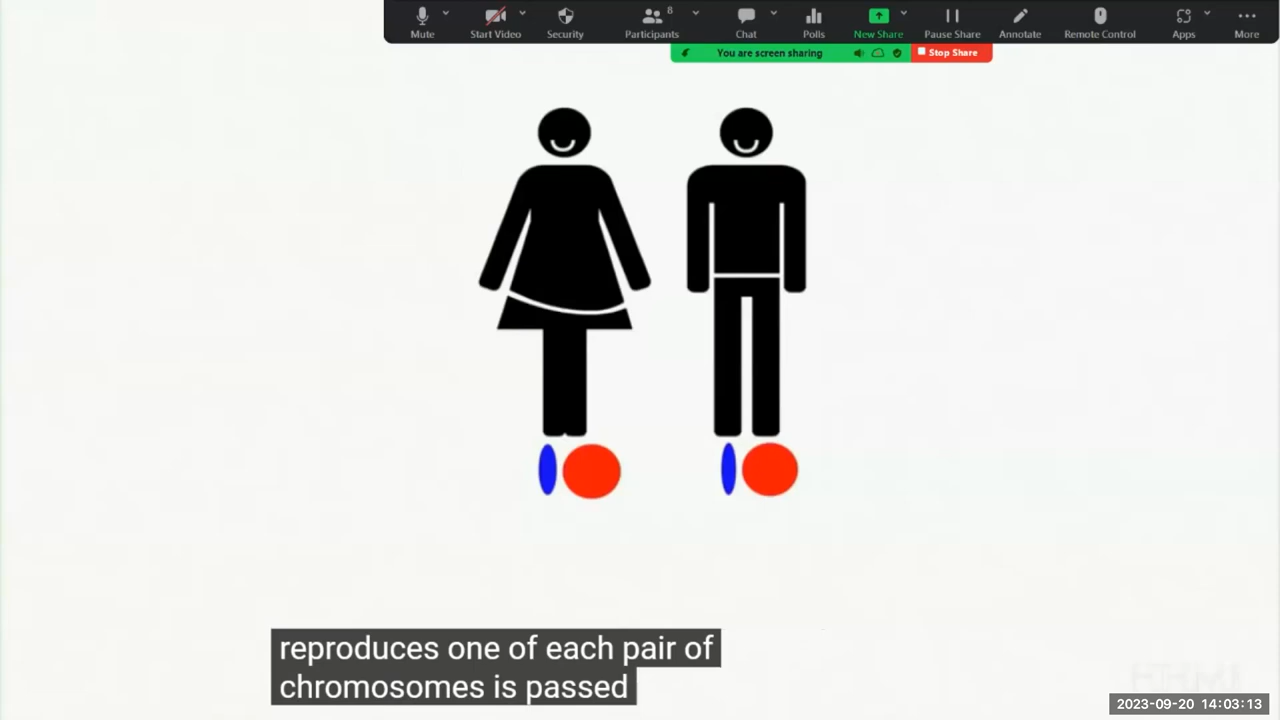 Mute
Start Video
Security
Participants
8
Chat
Polls
New Share
Pause Share
Annotate
Remote Control
Apps
More
You are screen sharing
Stop Share
reproduces one of each pair of
chromosomes is passed
2023-09-20 14:03:13